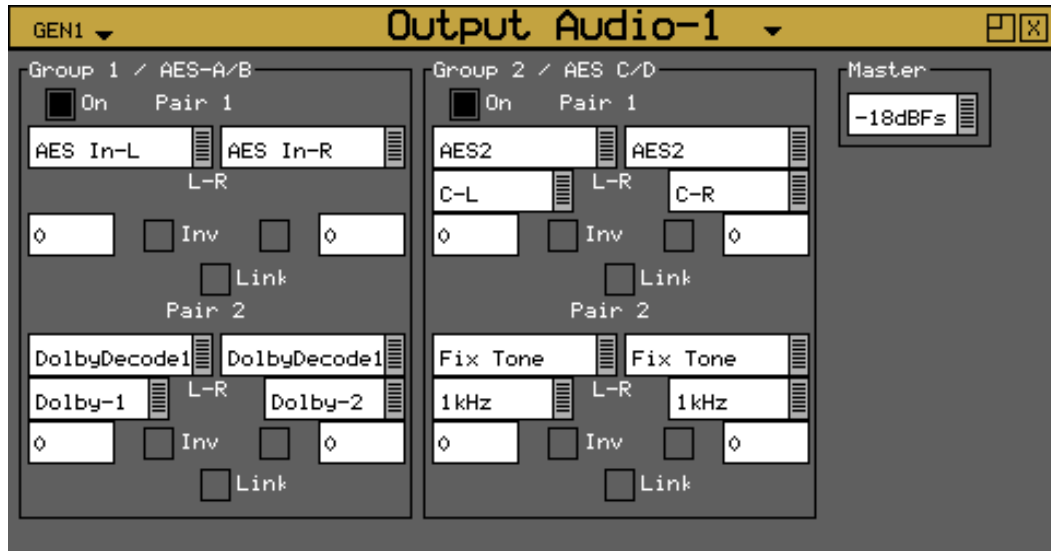 GEN1 Output Audio-1 X
Group 1 / AES-A/B
On Pair 1
AES In-L AES In-R
L-R
0 Inv 0
Link
Pair 2
DolbyDecode1 DolbyDecode1
Dolby-1 L-R Dolby-2
0 Inv 0
Link
Group 2 / AES C/D
On Pair 1
AES2 AES2
C-L L-R C-R
0 Inv 0
Link
Pair 2
Fix Tone Fix Tone
1kHz L-R 1kHz
0 Inv 0
Link
Master
-18dBFs